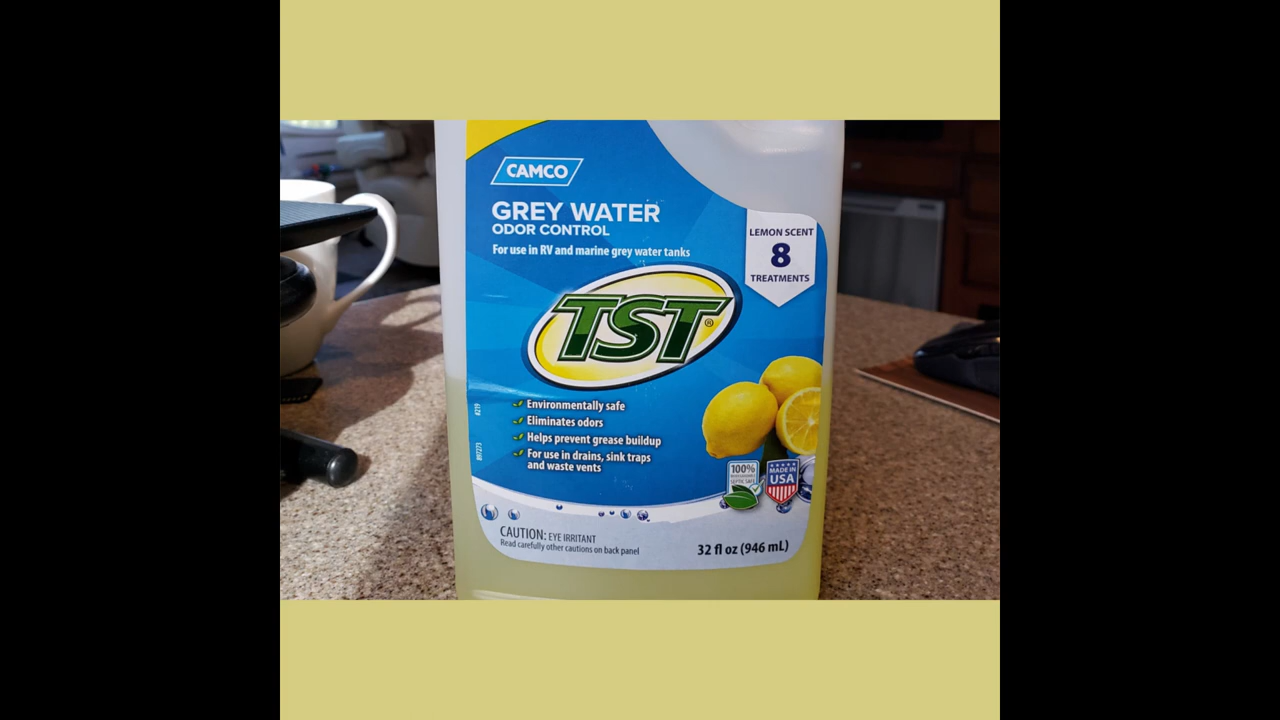 CAMCO
GREY WATER
ODOR CONTROL
For use in RV and marine grey water tanks
LEMON SCENT
8
TREATMENTS
TST®
Environmentally safe
Eliminates odors
Helps prevent grease buildup
For use in drains, sink traps
and waste vents
100%
SEPTIC SAFE
MADE IN
USA
CAUTION: EYE IRRITANT
Read carefully other cautions on back panel
32 fl oz (946 mL)